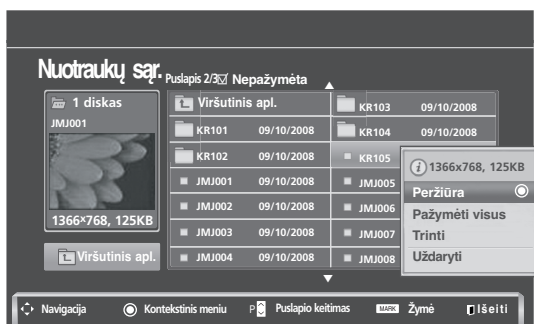 Nuotraukų sąr. Puslapis 2/3 Nepažymėta
1 diskas
JMJ001
1366×768, 125KB
Viršutinis apl.
Viršutinis apl.
KR101 09/10/2008
KR102 09/10/2008
JMJ001 09/10/2008
JMJ002 09/10/2008
JMJ003 09/10/2008
JMJ004 09/10/2008
KR103 09/10/2008
KR104 09/10/2008
KR105
JMJ005
JMJ006
JMJ007
JMJ008
1366x768, 125KB
Peržiūra
Pažymėti visus
Trinti
Uždaryti
Navigacija Kontekstinis meniu P Puslapio keitimas MARK Žymė Išeiti